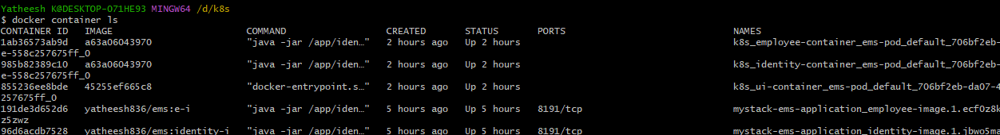 Yatheesh K@DESKTOP-071HE93 MINGW64 /d/k8s
$ docker container ls
CONTAINER ID   IMAGE                    COMMAND                  CREATED       STATUS       PORTS                              NAMES
1ab36573ab9d   a63a06043970             "java -jar /app/iden…"   2 hours ago   Up 2 hours                                      k8s_employee-container_ems-pod_default_706bf2eb-
e-558c257675ff_0
985b82389c10   a63a06043970             "java -jar /app/iden…"   2 hours ago   Up 2 hours                                      k8s_identity-container_ems-pod_default_706bf2eb-
e-558c257675ff_0
855236ee8bde   45255ef665c8             "docker-entrypoint.s…"   2 hours ago   Up 2 hours                                      k8s_ui-container_ems-pod_default_706bf2eb-da07-4
257675ff_0
191de3d652d6   yatheesh836/ems:e-i      "java -jar /app/iden…"   5 hours ago   Up 5 hours   8191/tcp                           mystack-ems-application_employee-image.1.ecf0z8k
z5zwz
96d6acdb7528   yatheesh836/ems:identity-i   "java -jar /app/iden…"   5 hours ago   Up 5 hours   8191/tcp                           mystack-ems-application_identity-image.1.jbwo5ma